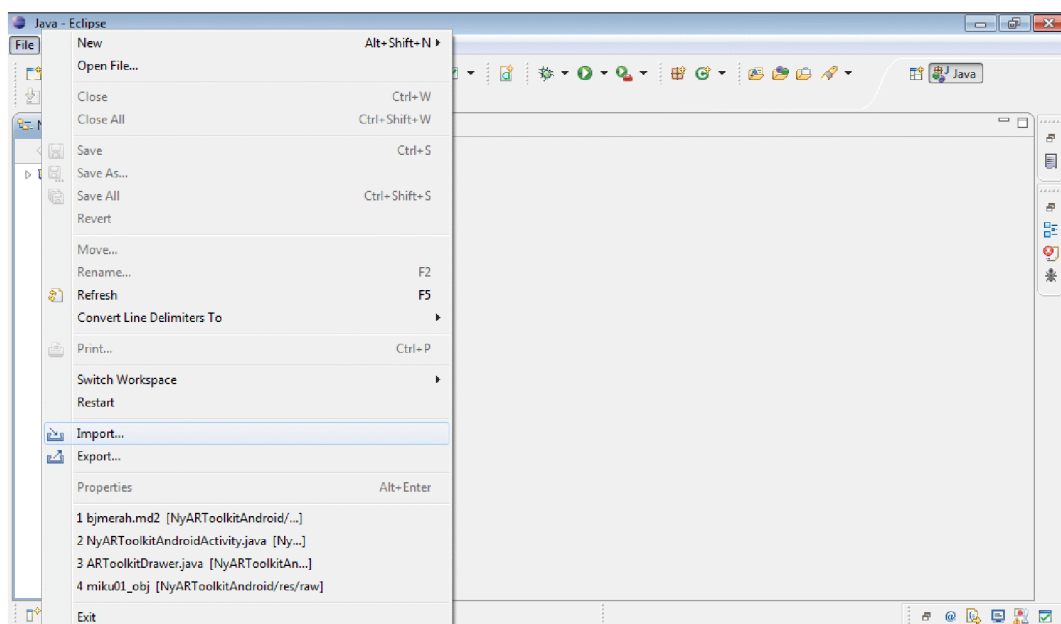 Java - Eclipse
File
New Alt+Shift+N
Open File...
Close Ctrl+W
Close All Ctrl+Shift+W
Save Ctrl+S
Save As...
Save All Ctrl+Shift+S
Revert
Move...
Rename... F2
Refresh F5
Convert Line Delimiters To
Print... Ctrl+P
Switch Workspace
Restart
Import...
Export...
Properties Alt+Enter
1 bjmerah.md2 [NyARToolkitAndroid/...]
2 NyARToolkitAndroidActivity.java [Ny...]
3 ARToolkitDrawer.java [NyARToolkitAn...]
4 miku01_obj [NyARToolkitAndroid/res/raw]
Exit
Java